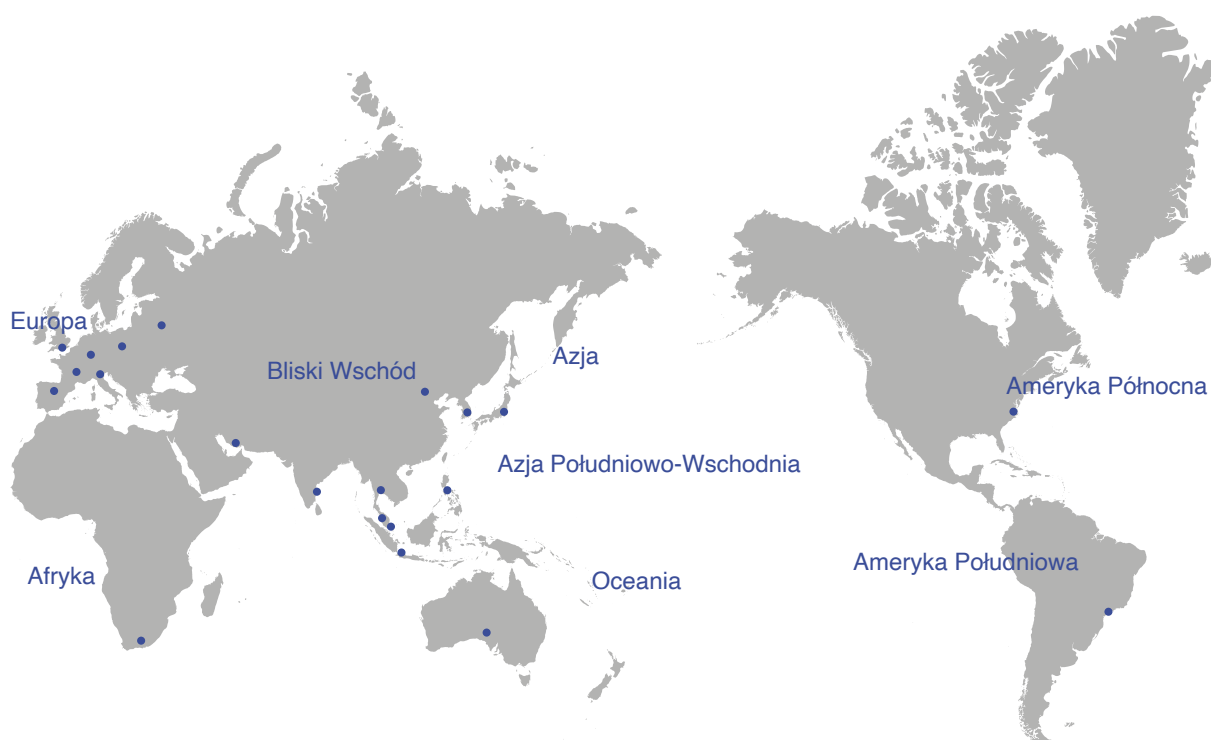 Europa
Azja
Bliski Wschód
Ameryka Północna
Azja Południowo-Wschodnia
Ameryka Południowa
Afryka
Oceania